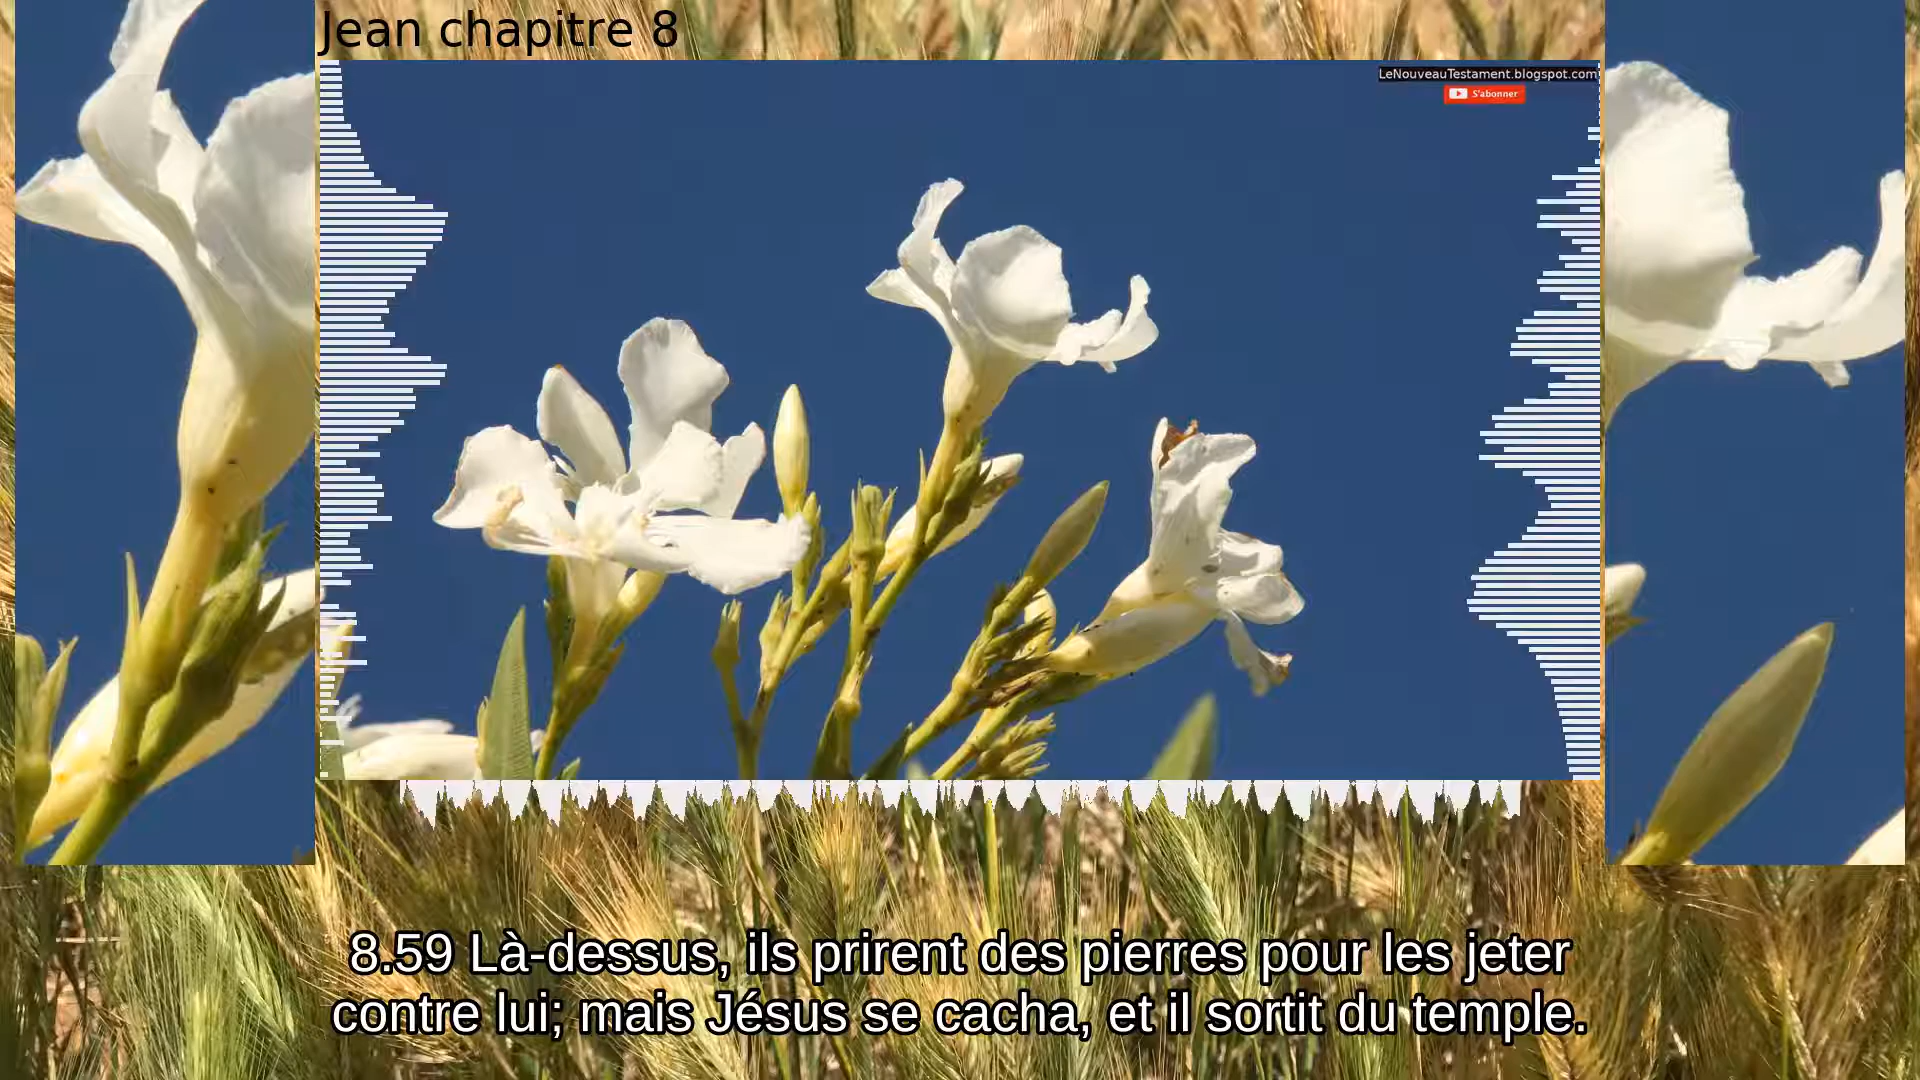 Jean chapitre 8
LeNouveauTestament.blogspot.com
S'abonner
8.59 Là-dessus, ils prirent des pierres pour les jeter
contre lui; mais Jésus se cacha, et il sortit du temple.